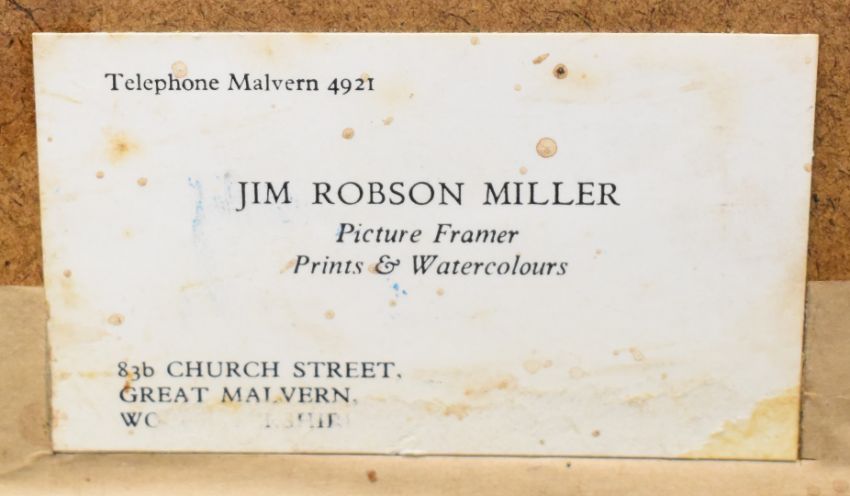 Telephone Malvern 4921
JIM ROBSON MILLER
Picture Framer
Prints & Watercolours
83b CHURCH STREET,
GREAT MALVERN,